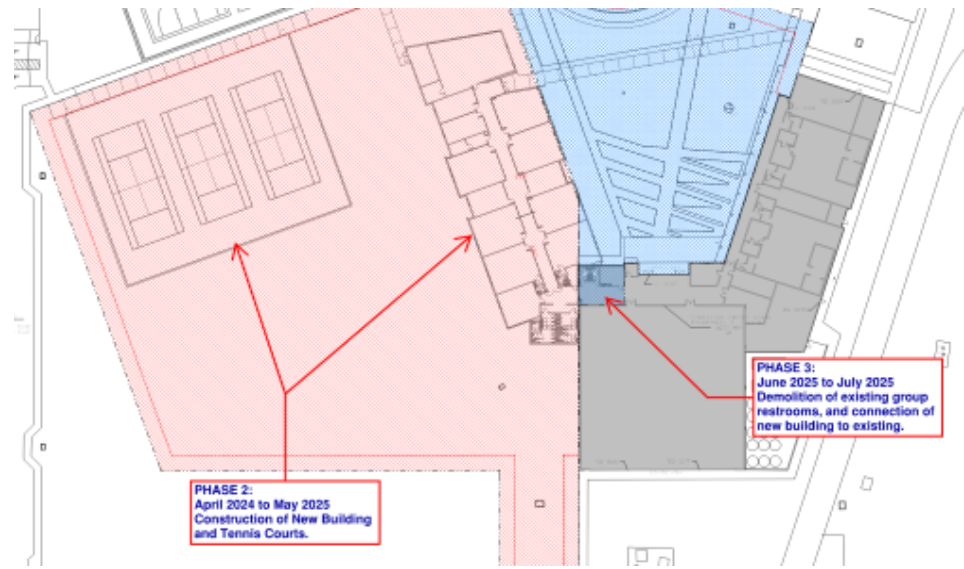 PHASE 3:
June 2025 to July 2025
Demolition of existing group
restrooms, and connection of
new building to existing.
PHASE 2:
April 2024 to May 2025
Construction of New Building
and Tennis Courts.